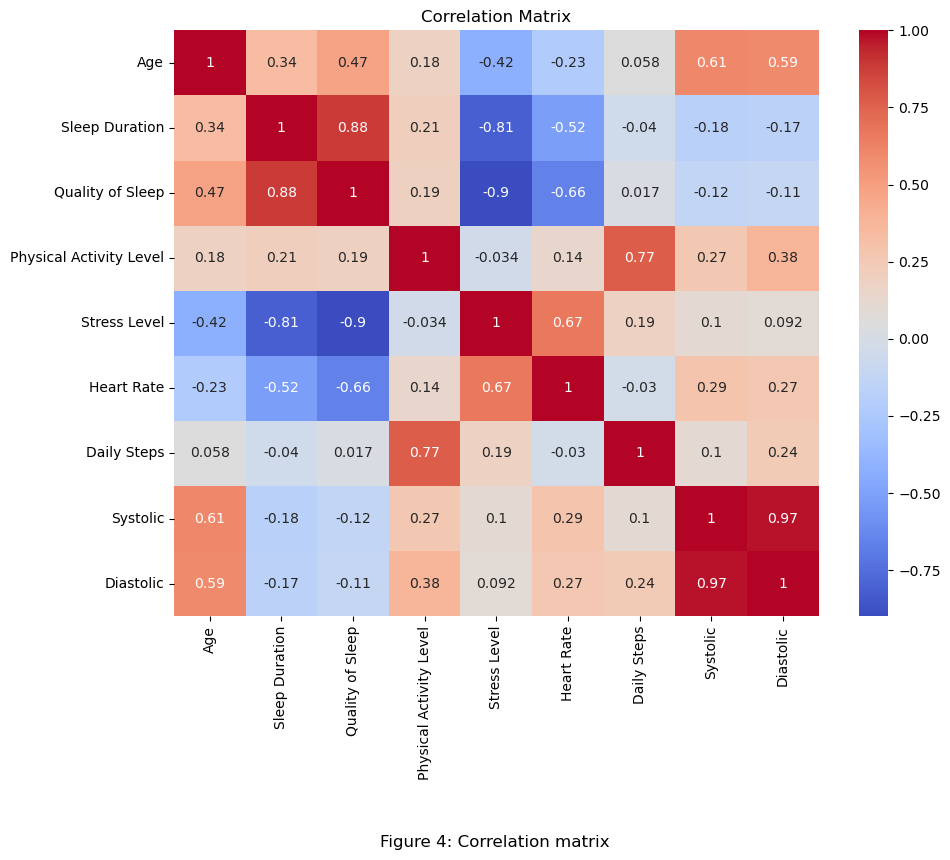 Correlation Matrix
Age 1 0.34 0.47 0.18 -0.42 -0.23 0.058 0.61 0.59
Sleep Duration 0.34 1 0.88 0.21 -0.81 -0.52 -0.04 -0.18 -0.17
Quality of Sleep 0.47 0.88 1 0.19 -0.9 -0.66 0.017 -0.12 -0.11
Physical Activity Level 0.18 0.21 0.19 1 -0.034 0.14 0.77 0.27 0.38
Stress Level -0.42 -0.81 -0.9 -0.034 1 0.67 0.19 0.1 0.092
Heart Rate -0.23 -0.52 -0.66 0.14 0.67 1 -0.03 0.29 0.27
Daily Steps 0.058 -0.04 0.017 0.77 0.19 -0.03 1 0.1 0.24
Systolic 0.61 -0.18 -0.12 0.27 0.1 0.29 0.1 1 0.97
Diastolic 0.59 -0.17 -0.11 0.38 0.092 0.27 0.24 0.97 1
Age
Sleep Duration
Quality of Sleep
Physical Activity Level
Stress Level
Heart Rate
Daily Steps
Systolic
Diastolic
1.00
0.75
0.50
0.25
0.00
−0.25
−0.50
−0.75
Figure 4: Correlation matrix